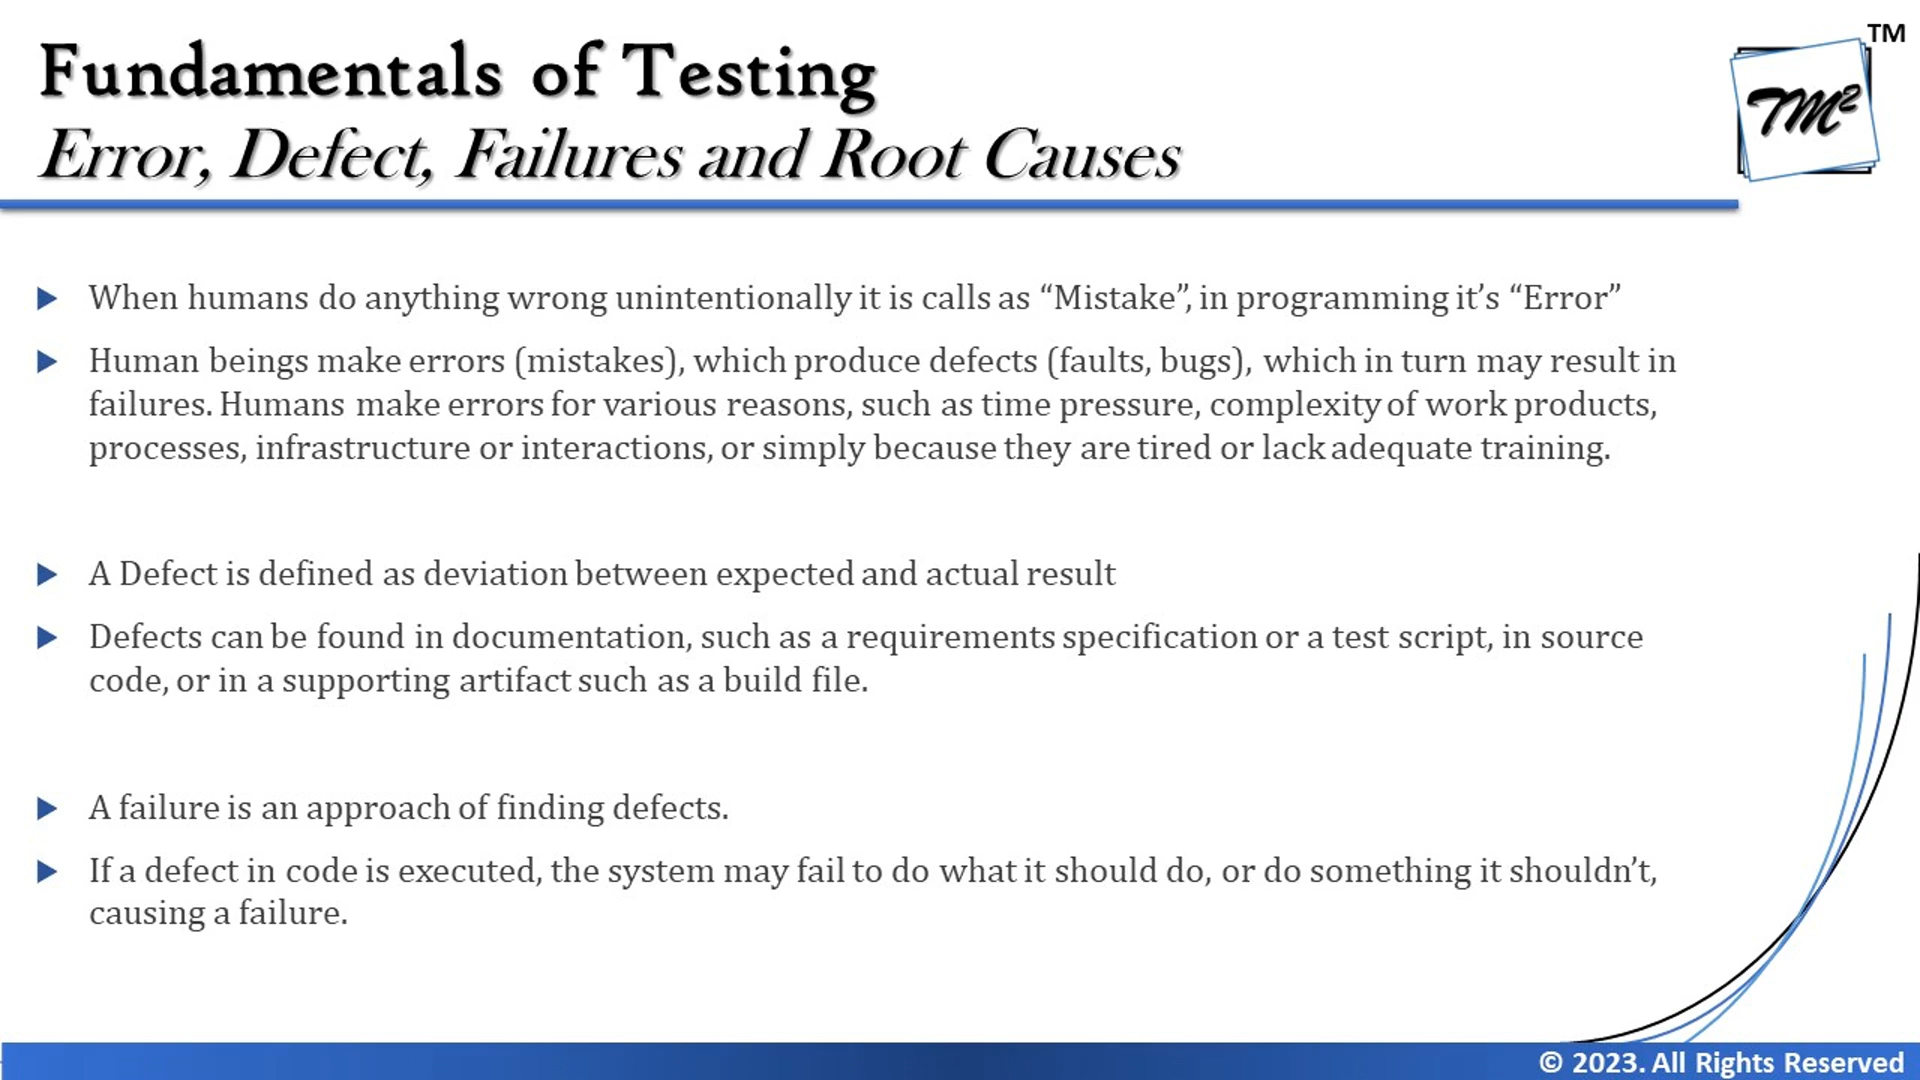 Fundamentals of Testing
Error, Defect, Failures and Root Causes
TM
TM²
When humans do anything wrong unintentionally it is calls as “Mistake”, in programming it’s “Error”
Human beings make errors (mistakes), which produce defects (faults, bugs), which in turn may result in
failures. Humans make errors for various reasons, such as time pressure, complexity of work products,
processes, infrastructure or interactions, or simply because they are tired or lack adequate training.
A Defect is defined as deviation between expected and actual result
Defects can be found in documentation, such as a requirements specification or a test script, in source
code, or in a supporting artifact such as a build file.
A failure is an approach of finding defects.
If a defect in code is executed, the system may fail to do what it should do, or do something it shouldn’t,
causing a failure.
© 2023. All Rights Reserved